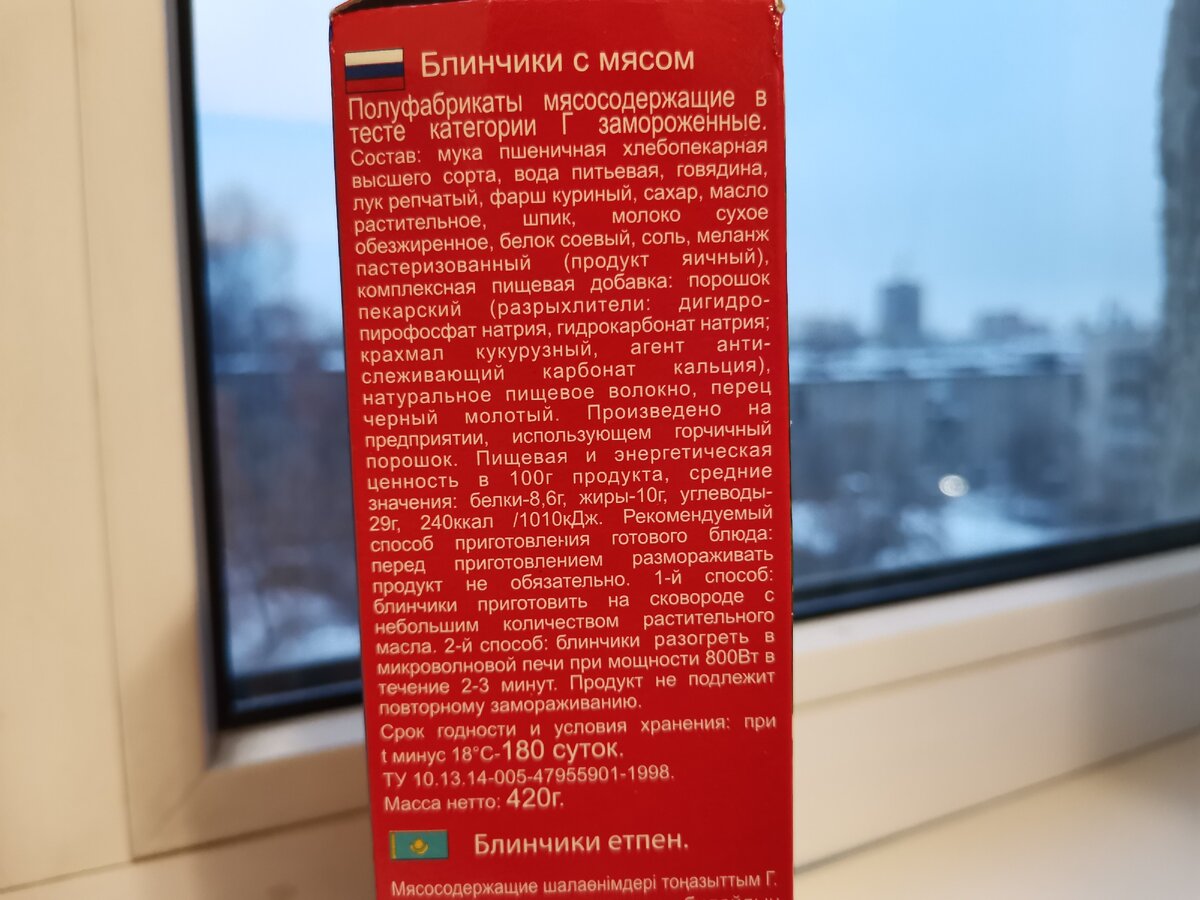 Блинчики с мясом
Полуфабрикаты мясосодержащие в
тесте категории Г замороженные.
Состав: мука пшеничная хлебопекарная
высшего сорта, вода питьевая, говядина,
лук репчатый, фарш куриный, сахар, масло
растительное, шпик, молоко сухое
обезжиренное, белок соевый, соль, меланж
пастеризованный (продукт яичный),
комплексная пищевая добавка: порошок
пекарский (разрыхлители: дигидро-
пирофосфат натрия, гидрокарбонат натрия;
крахмал кукурузный, агент анти-
слеживающий карбонат кальция),
натуральное пищевое волокно, перец
черный молотый. Произведено на
предприятии, использующем горчичный
порошок. Пищевая и энергетическая
ценность в 100г продукта, средние
значения: белки-8,6г, жиры-10г, углеводы-
29г, 240ккал /1010кДж. Рекомендуемый
способ приготовления готового блюда:
перед приготовлением размораживать
продукт не обязательно. 1-й способ:
блинчики приготовить на сковороде с
небольшим количеством растительного
масла. 2-й способ: блинчики разогреть в
микроволновой печи при мощности 800Вт в
течение 2-3 минут. Продукт не подлежит
повторному замораживанию.
Срок годности и условия хранения: при
t минус 18°С-180 суток.
ТУ 10.13.14-005-47955901-1998.
Масса нетто: 420г.
Блинчики етпен.
Мясосодержащие шалаөнімдері тоңазыттым Г.